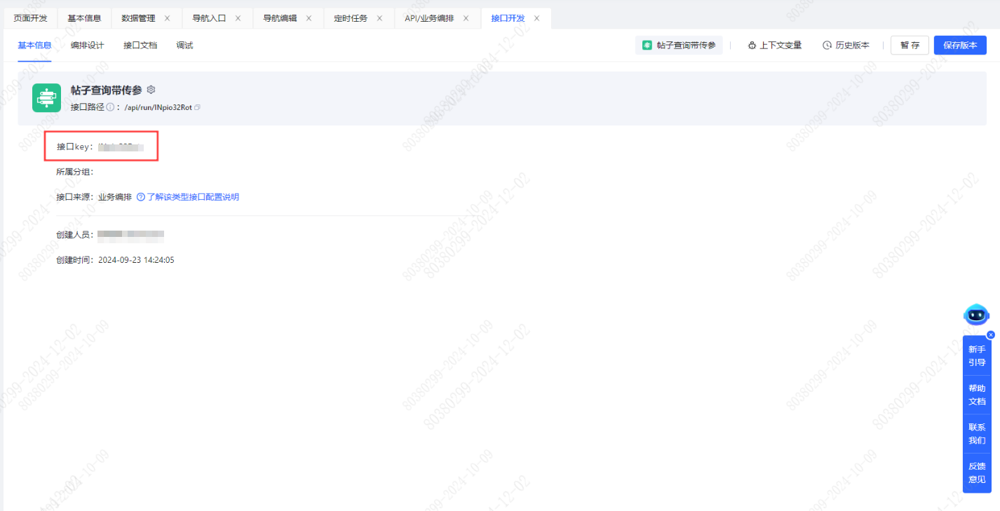 页面开发 基本信息 数据管理 × 导航入口 × 导航编辑 × 定时任务 × API/业务编排 × 接口开发 ×
基本信息 编排设计 接口文档 调试 帖子查询带传参 上下文变量 历史版本 暂存 保存版本
帖子查询带传参
接口路径 : /api/run/INpio32Rot
接口key:
所属分组:
接口来源: 业务编排 了解该类型接口配置说明
创建人员:
创建时间: 2024-09-23 14:24:05
新手
引导
帮助
文档
联系
我们
反馈
意见
80380299-2024-12-02
80380299-2024-10-09